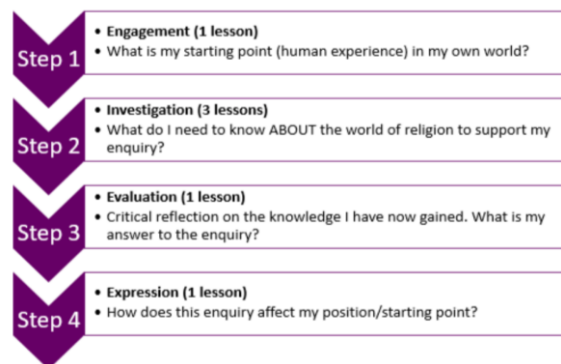 Step 1
• Engagement (1 lesson)
• What is my starting point (human experience) in my own world?
Step 2
• Investigation (3 lessons)
• What do I need to know ABOUT the world of religion to support my
enquiry?
Step 3
• Evaluation (1 lesson)
• Critical reflection on the knowledge I have now gained. What is my
answer to the enquiry?
Step 4
• Expression (1 lesson)
• How does this enquiry affect my position/starting point?